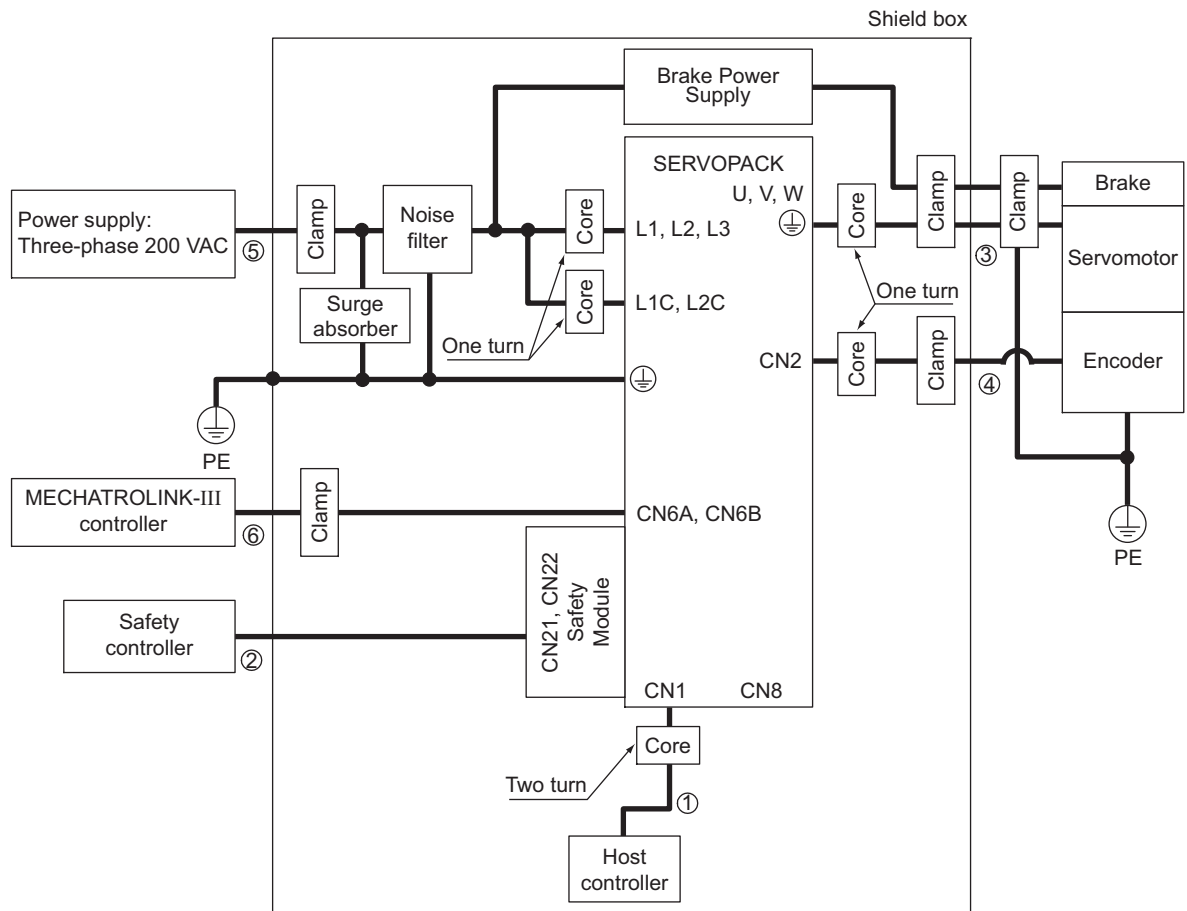 Shield box
Brake Power
Supply
SERVOPACK
U, V, W
Power supply:
Three-phase 200 VAC
⑤
Clamp
Noise
filter
Core
L1, L2, L3
Core
Clamp
Clamp
Brake
③
Servomotor
Surge
absorber
Core
L1C, L2C
One turn
One turn
CN2
Core
Clamp
④
Encoder
PE
MECHATROLINK-III
controller
⑥
Clamp
CN6A, CN6B
PE
Safety
controller
②
CN21, CN22
Safety
Module
CN1
CN8
Core
Two turn
①
Host
controller